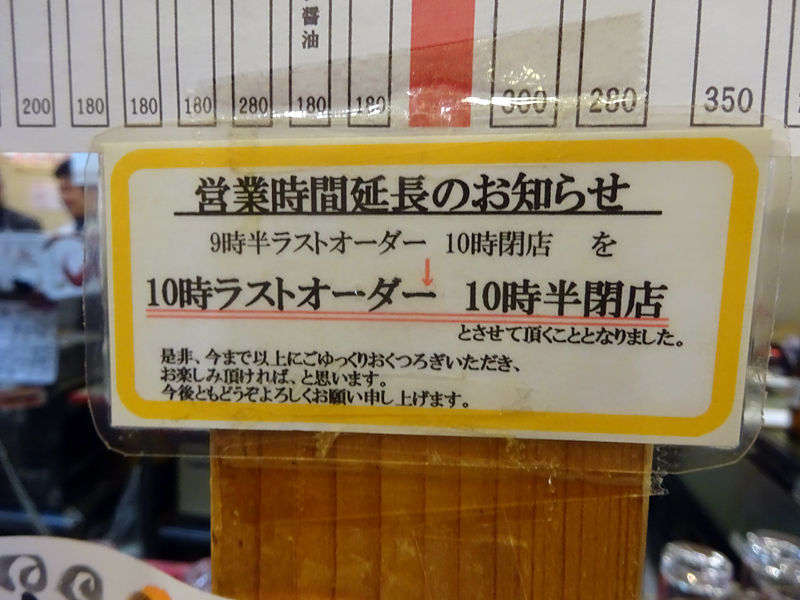 醤油
200 180 180 180 280 180 180 300 280 350
営業時間延長のお知らせ
9時半ラストオーダー 10時閉店 を
↓
10時ラストオーダー 10時半閉店
とさせて頂くこととなりました。
是非、今まで以上にごゆっくりおくつろぎいただき、
お楽しみ頂ければ、と思います。
今後ともどうぞよろしくお願い申し上げます。